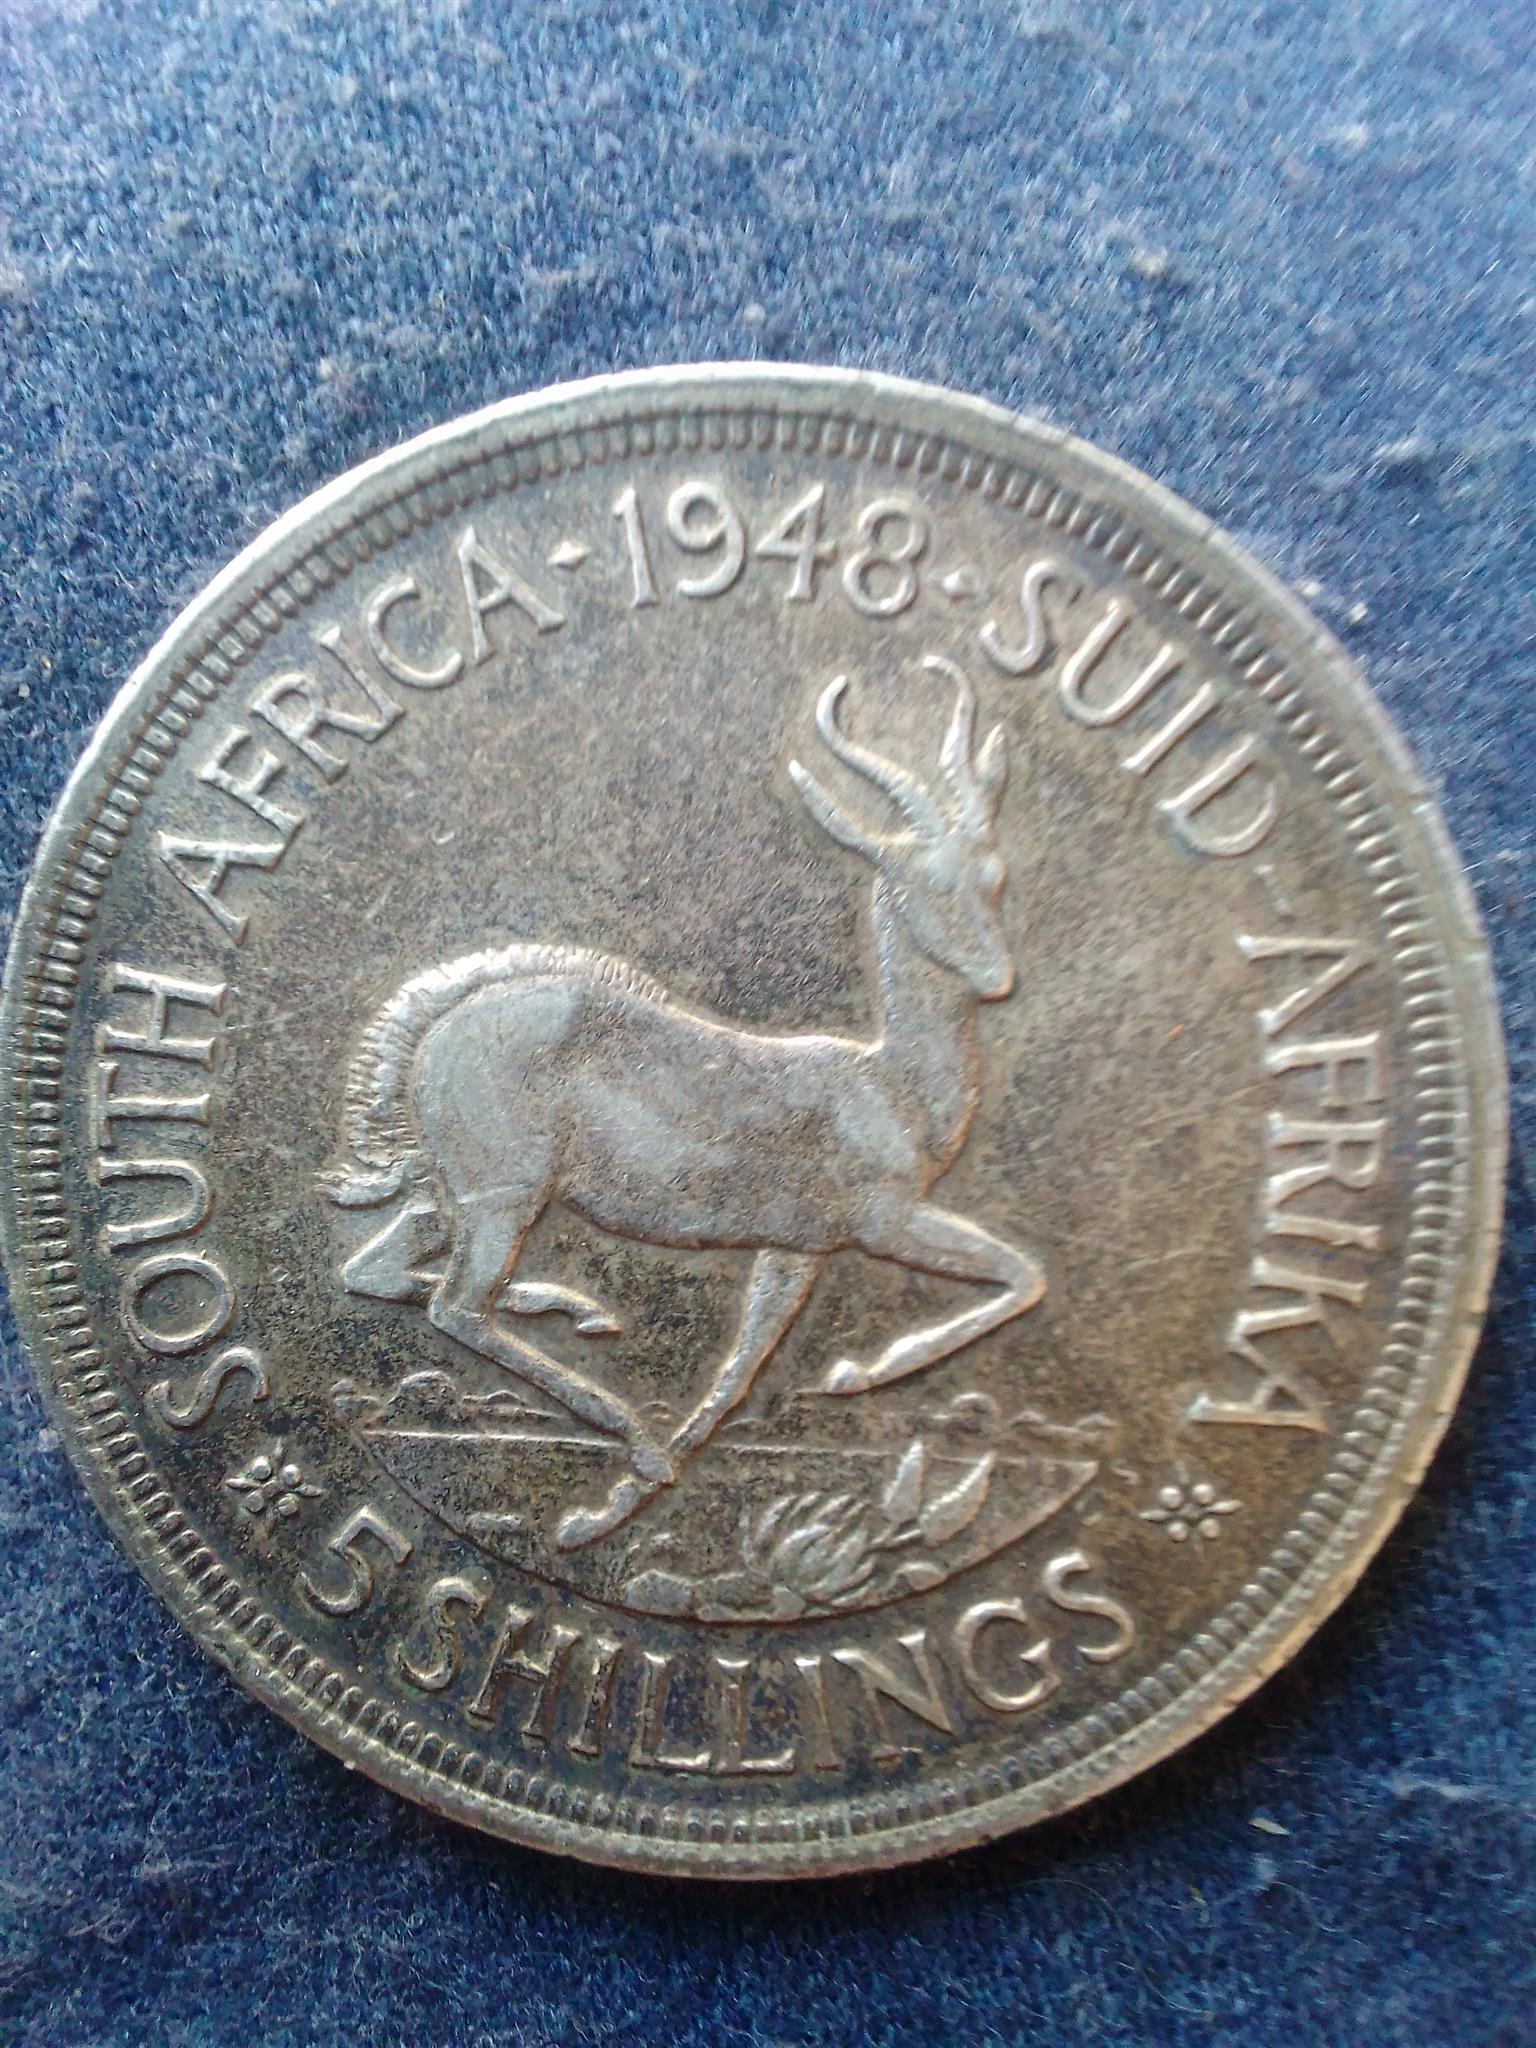 SOUTH AFRICA · 1948 · SUID-AFRIKA
5 SHILLINGS